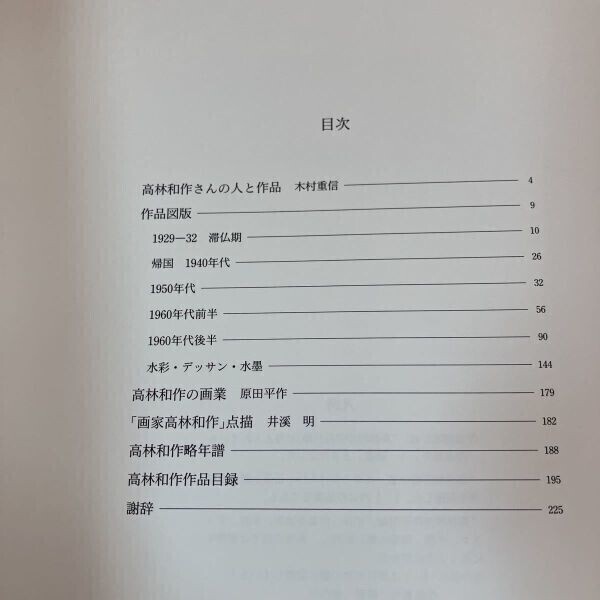 目次
高林和作さんの人と作品　木村重信 4
作品図版 9
1929—32　滞仏期 10
帰国　1940年代 26
1950年代 32
1960年代前半 56
1960年代後半 90
水彩・デッサン・水墨 144
高林和作の画業　原田平作 179
「画家高林和作」点描　井溪　明 182
高林和作略年譜 188
高林和作作品目録 195
謝辞 225